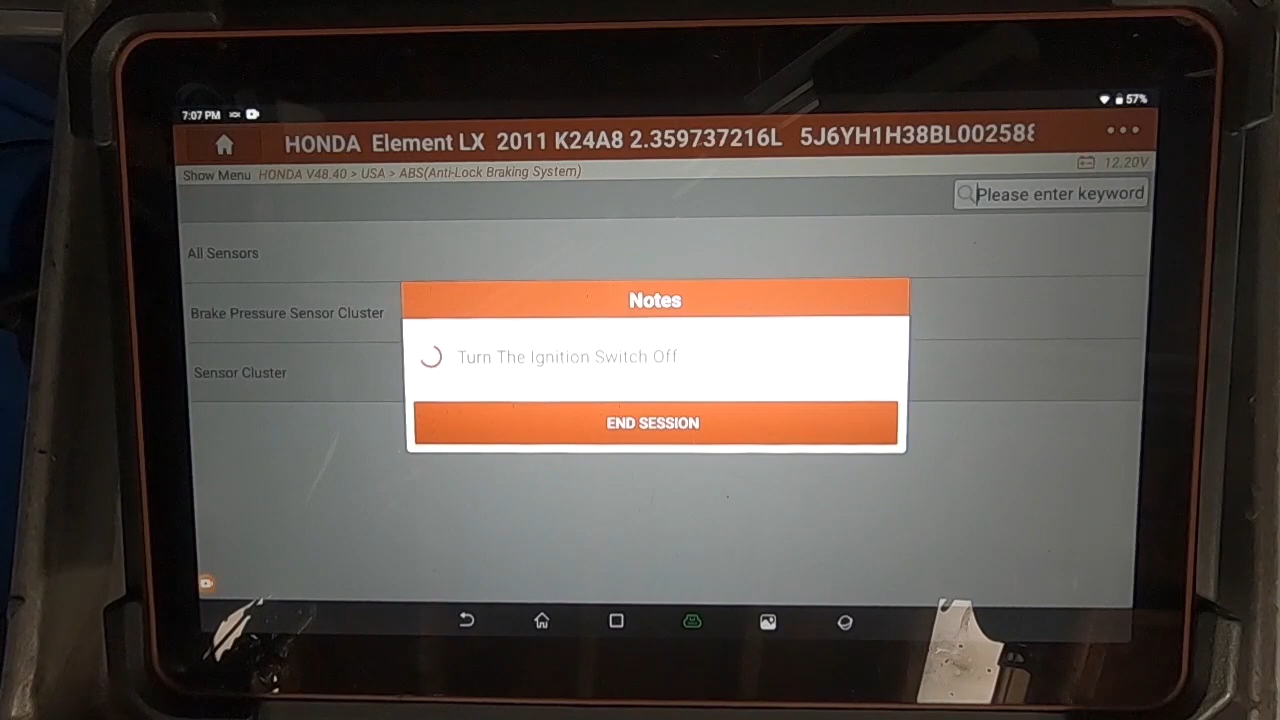 7:07 PM
57%
HONDA Element LX 2011 K24A8 2.359737216L 5J6YH1H38BL002588
Show Menu HONDA V48.40 > USA > ABS(Anti-Lock Braking System)
12.20V
Please enter keyword
All Sensors
Brake Pressure Sensor Cluster
Sensor Cluster
Notes
Turn The Ignition Switch Off
END SESSION